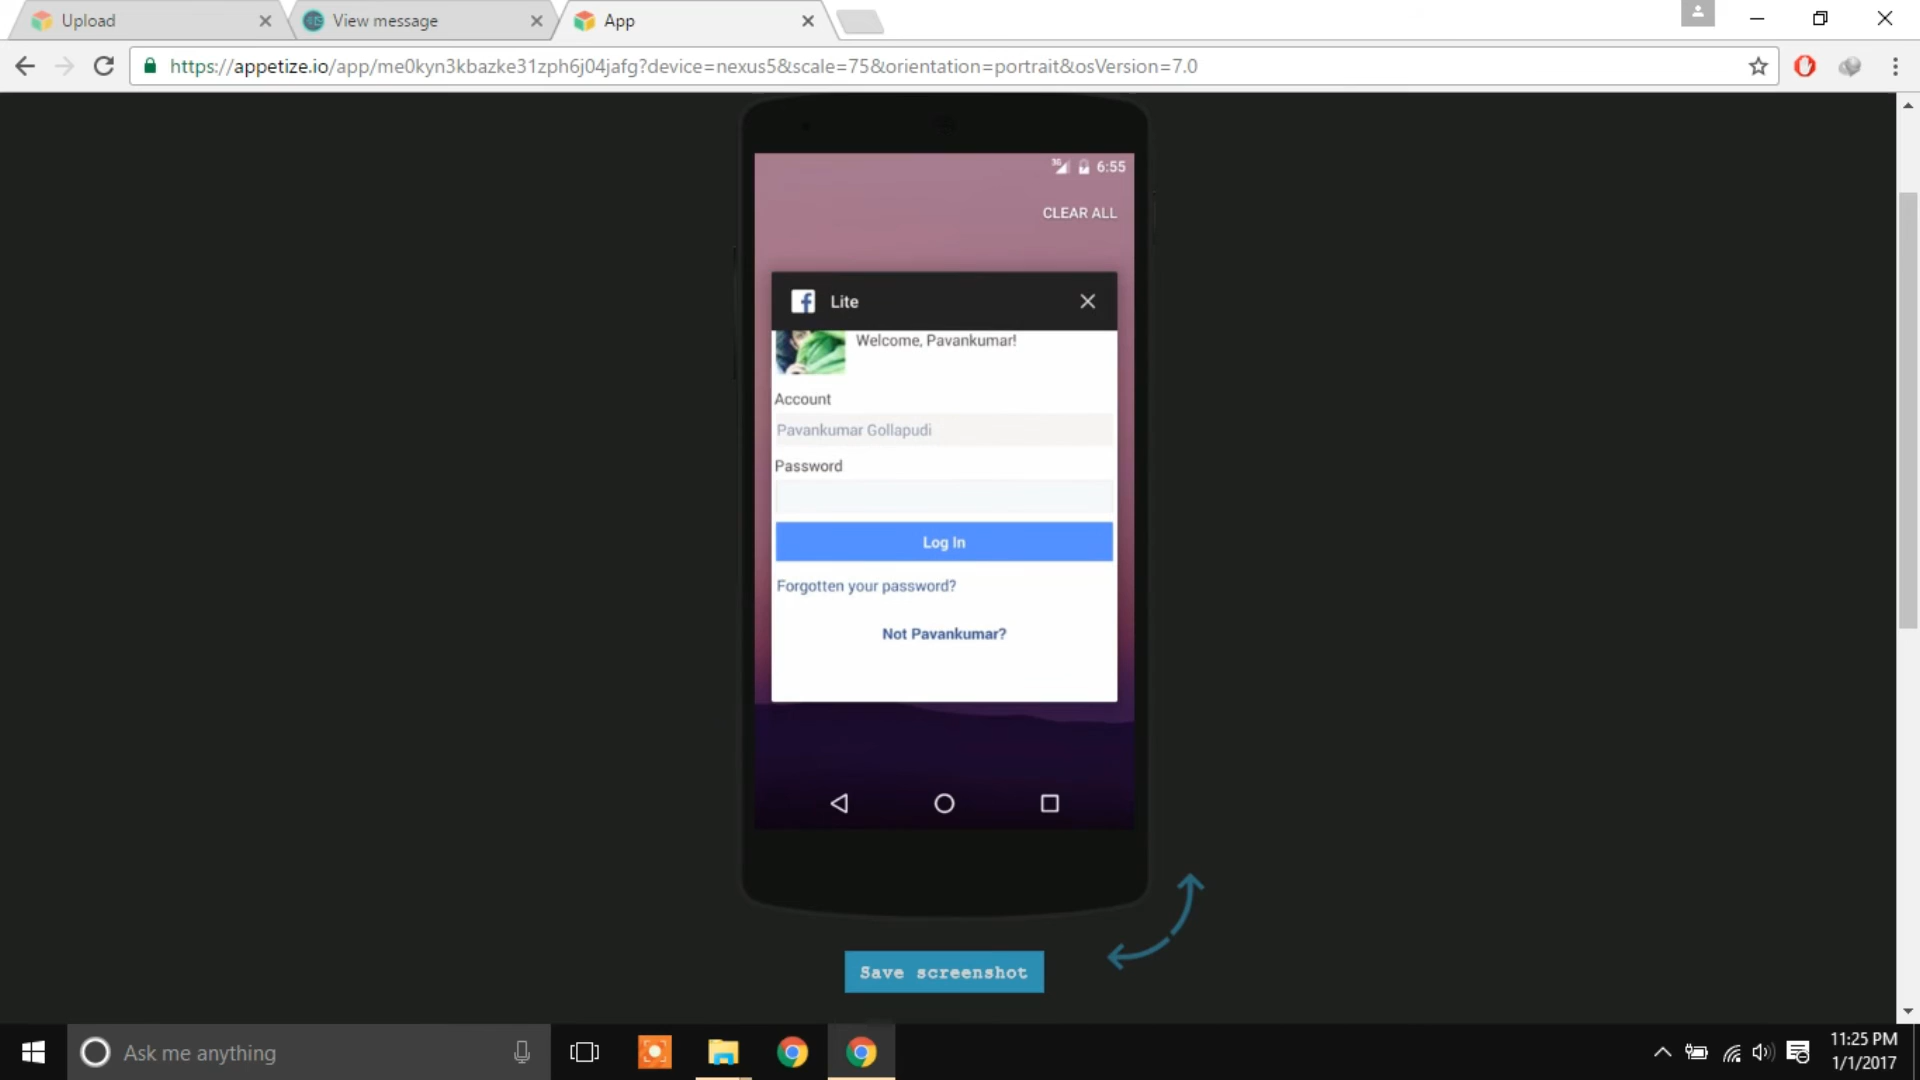 Upload
View message
App
https://appetize.io/app/me0kyn3kbazke31zph6j04jafg?device=nexus5&scale=75&orientation=portrait&osVersion=7.0
3G 6:55
CLEAR ALL
Lite
Welcome, Pavankumar!
Account
Pavankumar Gollapudi
Password
Log In
Forgotten your password?
Not Pavankumar?
Save screenshot
Ask me anything
11:25 PM
1/1/2017